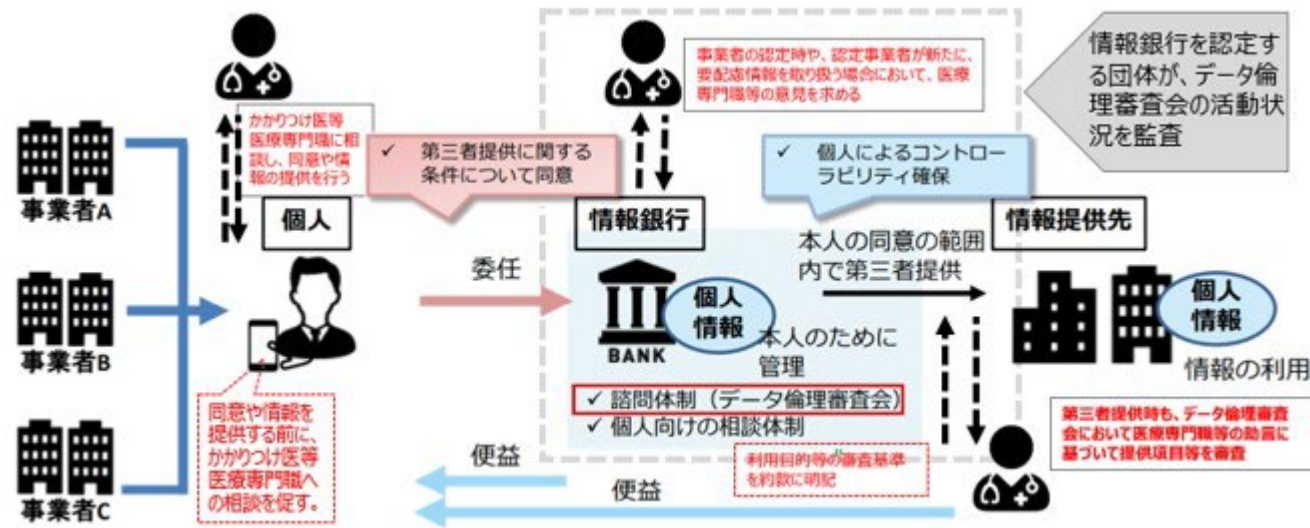 事業者の認定時や、認定事業者が新たに、
要配慮情報を取り扱う場合において、医療
専門職等の意見を求める
情報銀行を認定す
る団体が、データ倫
理審査会の活動状
況を監査
かかりつけ医等
医療専門職に相
談し、同意や情
報の提供を行う
✓ 第三者提供に関する
条件について同意
✓ 個人によるコントロー
ラビリティ確保
事業者A
個人
情報銀行
情報提供先
委任
本人の同意の範囲
内で第三者提供
個人
情報
個人
情報
事業者B
BANK
本人のために
管理
情報の利用
✓ 諮問体制（データ倫理審査会）
✓ 個人向けの相談体制
同意や情報を
提供する前に、
かかりつけ医等
医療専門職へ
の相談を促す。
第三者提供時も、データ倫理審査
会において医療専門職等の助言に
基づいて提供項目等を審査
利用目的等の審査基準
を約款に明記
便益
便益
事業者C